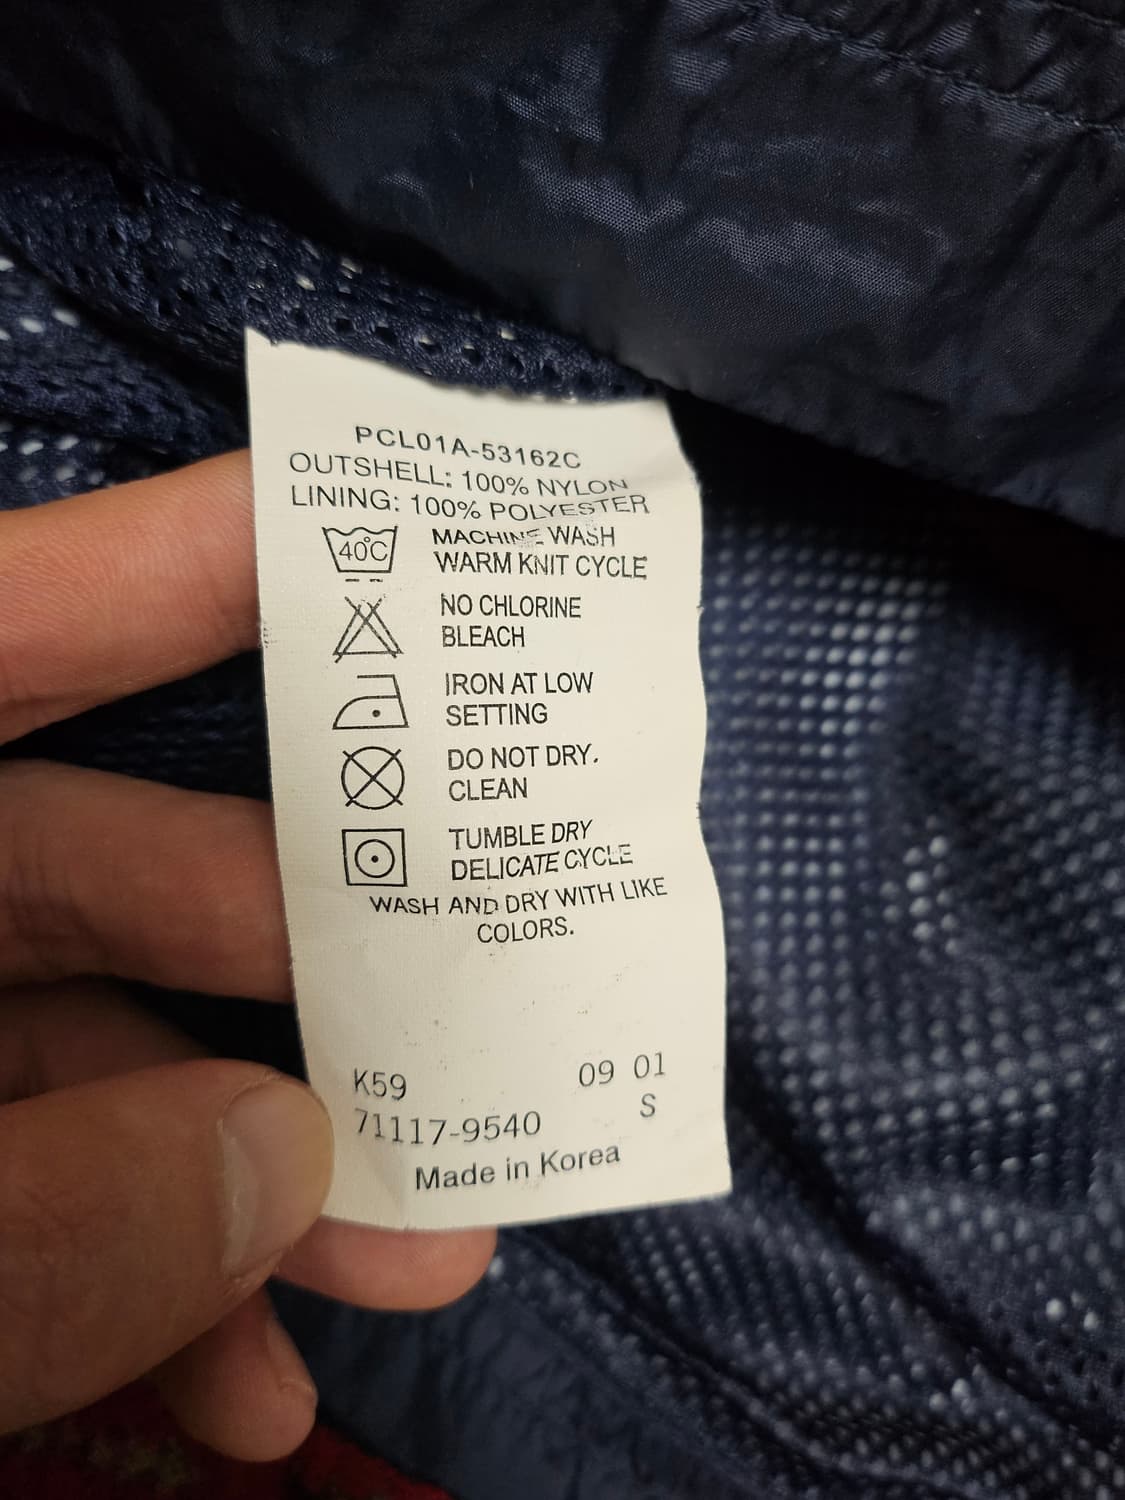 PCL01A-53162C
OUTSHELL: 100% NYLON
LINING: 100% POLYESTER
40°C
MACHINE WASH
WARM KNIT CYCLE
NO CHLORINE
BLEACH
IRON AT LOW
SETTING
DO NOT DRY.
CLEAN
TUMBLE DRY
DELICATE CYCLE
WASH AND DRY WITH LIKE
COLORS.
K59 09 01
71117-9540 S
Made in Korea